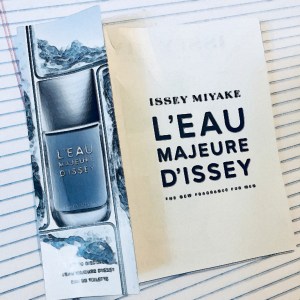 L'EAU
MAJEURE
D'ISSEY
ISSEY MIYAKE
L'EAU
MAJEURE
D'ISSEY
THE NEW FRAGRANCE FOR MEN